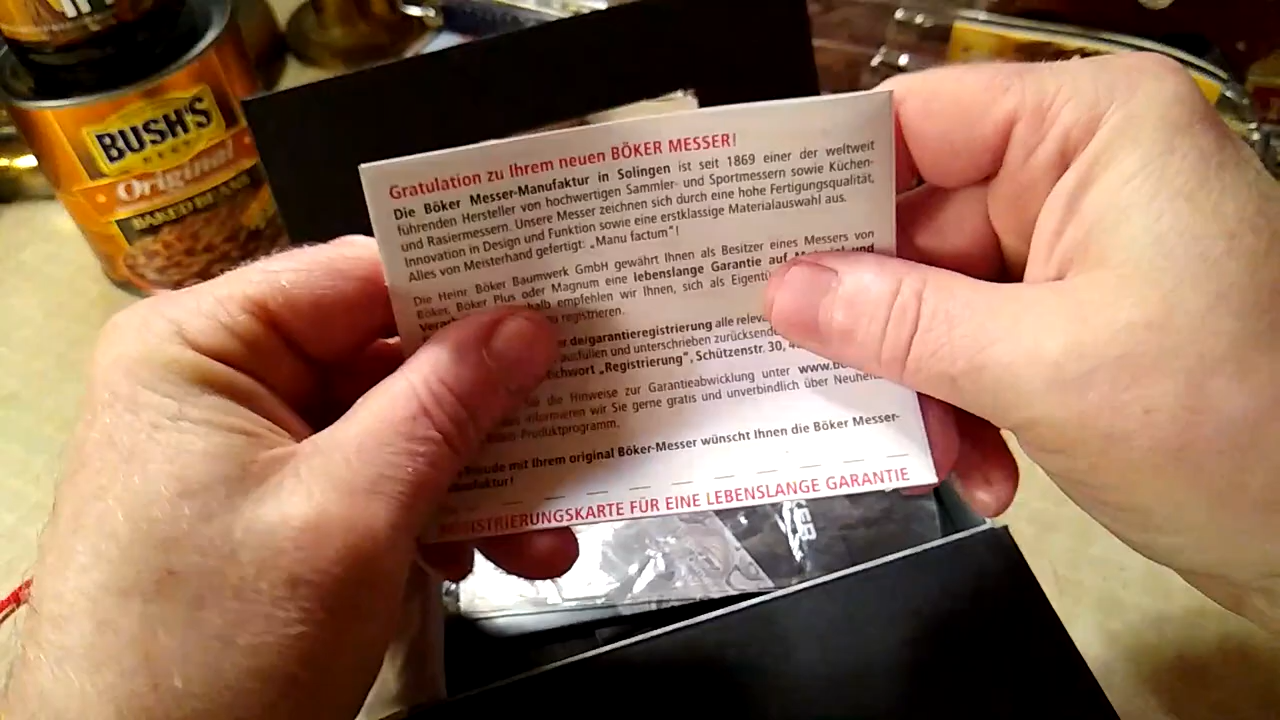 BUSH'S
BEST
Original
BAKED BEANS
Gratulation zu Ihrem neuen BÖKER MESSER!
Die Böker Messer-Manufaktur in Solingen ist seit 1869 einer der weltweit
führenden Hersteller von hochwertigen Sammler- und Sportmessern sowie Küchen-
und Rasiermessern. Unsere Messer zeichnen sich durch eine hohe Fertigungsqualität,
Innovation in Design und Funktion sowie eine erstklassige Materialauswahl aus.
Alles von Meisterhand gefertigt: „Manu factum"!
Die Heinr. Böker Baumwerk GmbH gewährt Ihnen als Besitzer eines Messers von
Böker, Böker Plus oder Magnum eine lebenslange Garantie auf Material und
empfehlen wir Ihnen, sich als
zu registrieren.
.de/garantieregistrierung alle
ausfüllen und unterschrieben
„Registrierung", Schützenstr. 30,
die Hinweise zur Garantieabwicklung unter
informieren wir Sie gerne gratis und unverbindlich über
-Produktprogramm.
mit Ihrem original Böker-Messer wünscht Ihnen die Böker Messer-
REGISTRIERUNGSKARTE FÜR EINE LEBENSLANGE GARANTIE